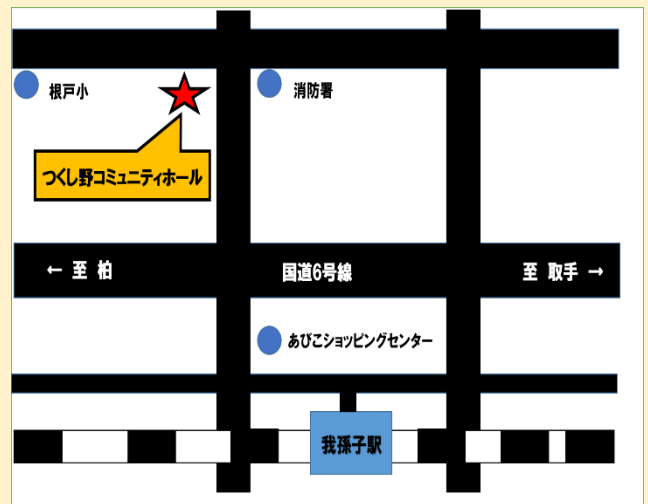 根戸小
消防署
つくし野コミュニティホール
← 至 柏
国道6号線
至 取手 →
あびこショッピングセンター
我孫子駅